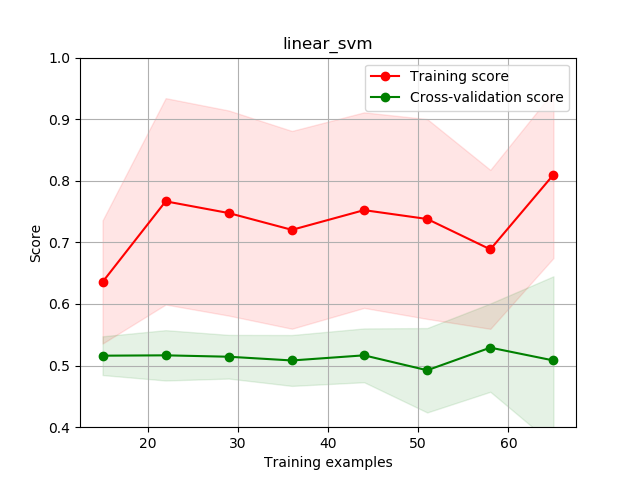 linear_svm
Training score
Cross-validation score
1.0
0.9
0.8
0.7
0.6
0.5
0.4
Score
20
30
40
50
60
Training examples